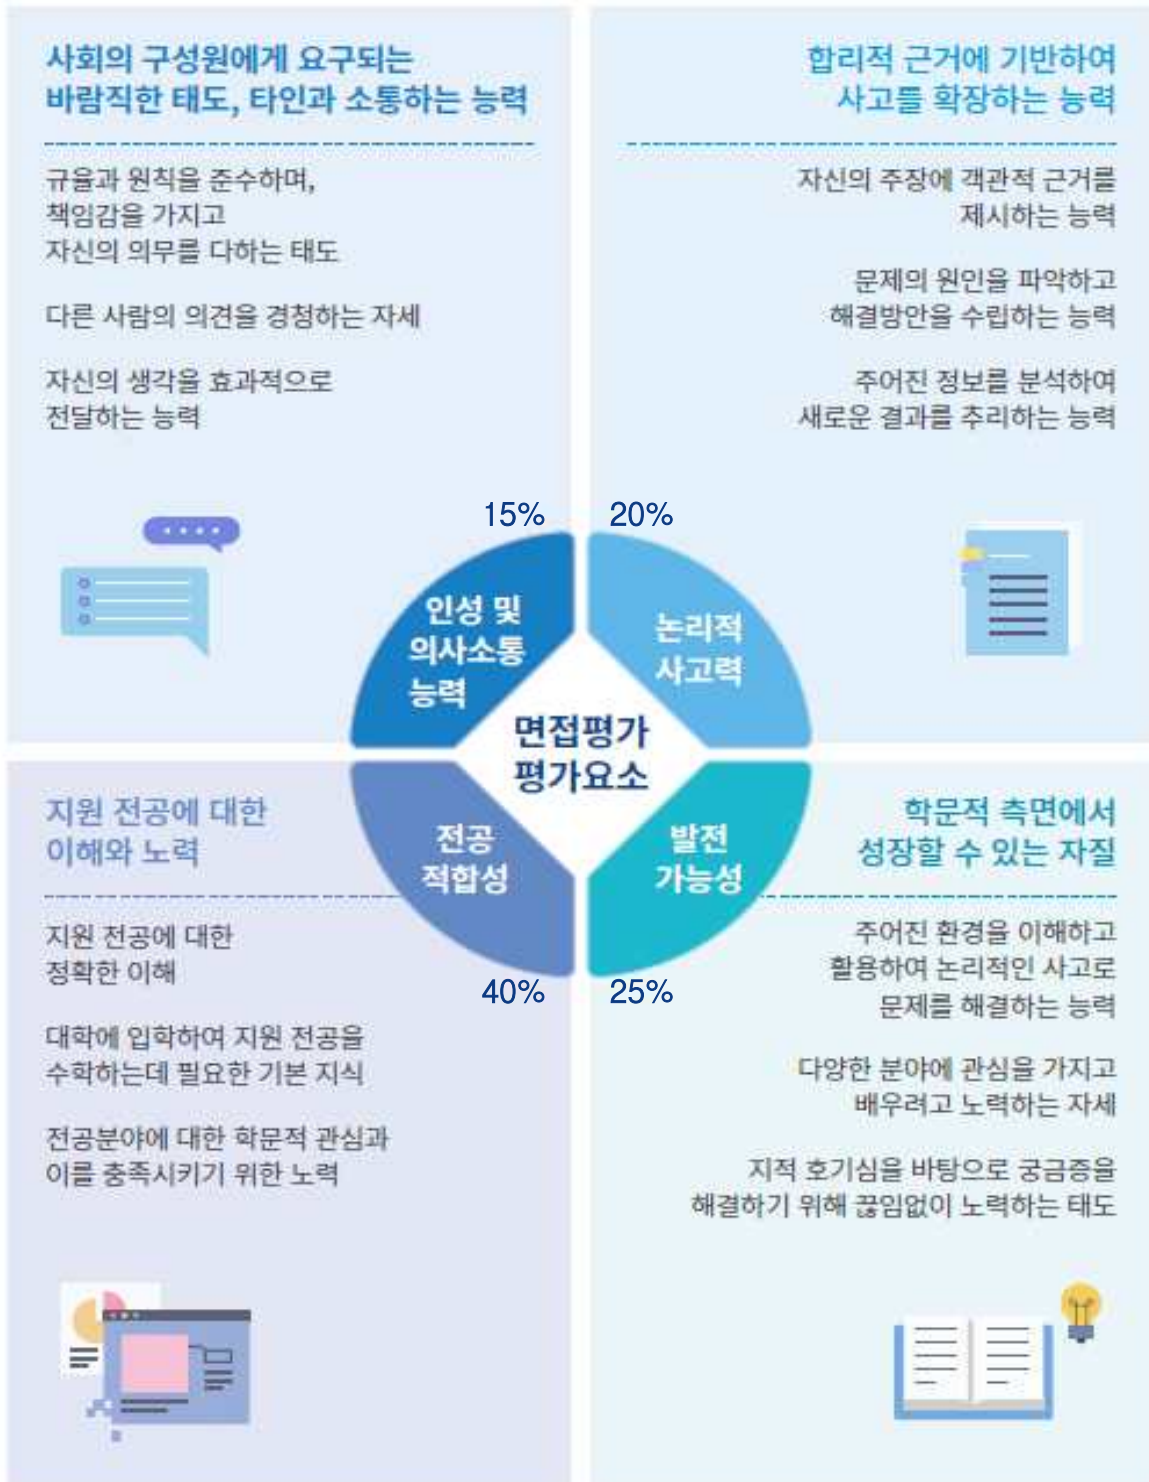 사회의 구성원에게 요구되는
바람직한 태도, 타인과 소통하는 능력
규율과 원칙을 준수하며,
책임감을 가지고
자신의 의무를 다하는 태도
다른 사람의 의견을 경청하는 자세
자신의 생각을 효과적으로
전달하는 능력
합리적 근거에 기반하여
사고를 확장하는 능력
자신의 주장에 객관적 근거를
제시하는 능력
문제의 원인을 파악하고
해결방안을 수립하는 능력
주어진 정보를 분석하여
새로운 결과를 추리하는 능력
15%
20%
인성 및
의사소통
능력
논리적
사고력
면접평가
평가요소
전공
적합성
발전
가능성
40%
25%
지원 전공에 대한
이해와 노력
지원 전공에 대한
정확한 이해
대학에 입학하여 지원 전공을
수학하는데 필요한 기본 지식
전공분야에 대한 학문적 관심과
이를 충족시키기 위한 노력
학문적 측면에서
성장할 수 있는 자질
주어진 환경을 이해하고
활용하여 논리적인 사고로
문제를 해결하는 능력
다양한 분야에 관심을 가지고
배우려고 노력하는 자세
지적 호기심을 바탕으로 궁금증을
해결하기 위해 끊임없이 노력하는 태도